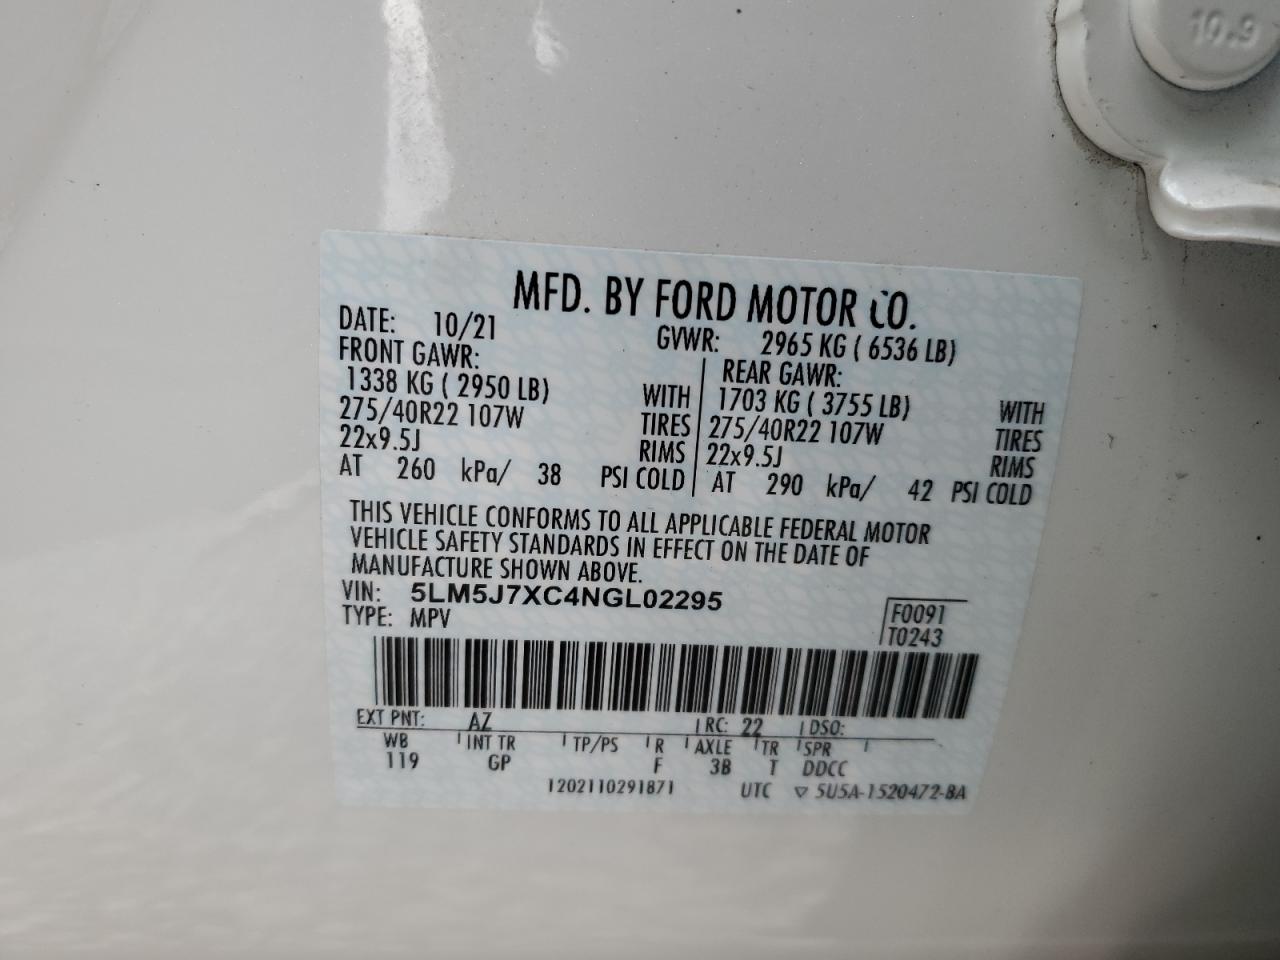 10.9
MFD. BY FORD MOTOR CO.
DATE: 10/21 GVWR: 2965 KG ( 6536 LB)
FRONT GAWR: REAR GAWR:
1338 KG ( 2950 LB) WITH 1703 KG ( 3755 LB) WITH
275/40R22 107W TIRES 275/40R22 107W TIRES
22x9.5J RIMS 22x9.5J RIMS
AT 260 kPa/ 38 PSI COLD AT 290 kPa/ 42 PSI COLD
THIS VEHICLE CONFORMS TO ALL APPLICABLE FEDERAL MOTOR
VEHICLE SAFETY STANDARDS IN EFFECT ON THE DATE OF
MANUFACTURE SHOWN ABOVE.
VIN: 5LM5J7XC4NGL02295
TYPE: MPV
F0091
T0243
EXT PNT: AZ RC: 22 DSO:
WB INT TR TP/PS R AXLE TR SPR
119 GP F 3B T DDCC
1202110291871 UTC ▽ 5U5A-1520472-BA